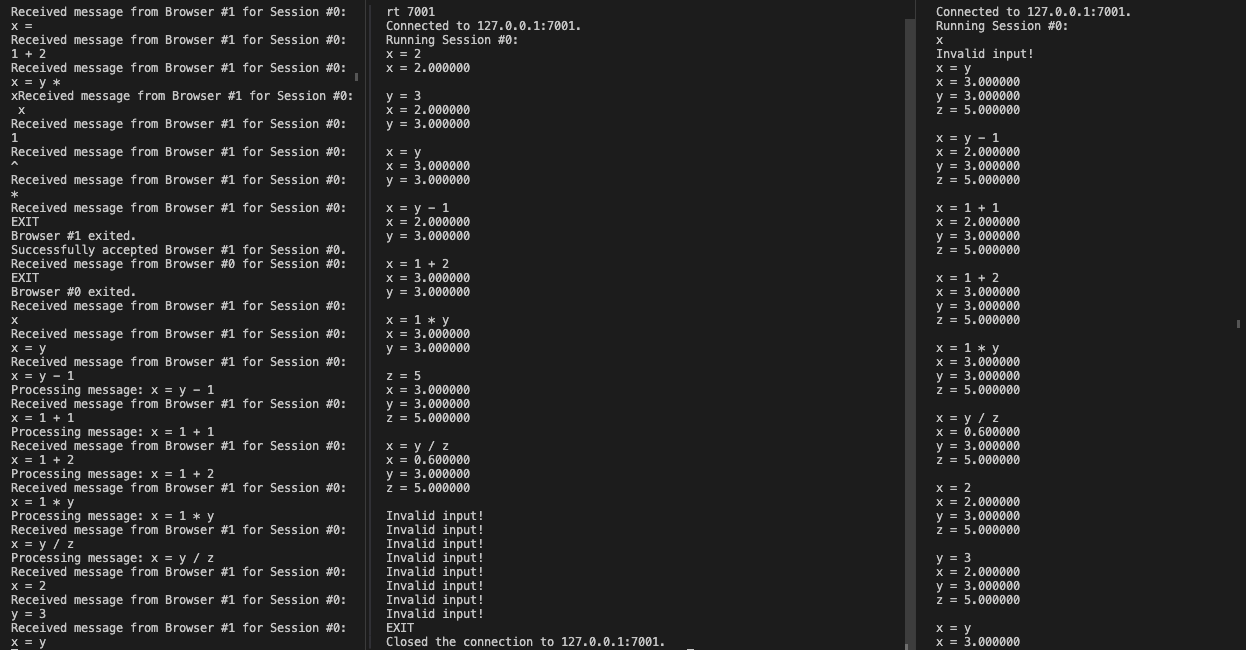 Received message from Browser #1 for Session #0:
x =
Received message from Browser #1 for Session #0:
1 + 2
Received message from Browser #1 for Session #0:
x = y *
xReceived message from Browser #1 for Session #0:
 x
Received message from Browser #1 for Session #0:
1
Received message from Browser #1 for Session #0:
^
Received message from Browser #1 for Session #0:
*
Received message from Browser #1 for Session #0:
EXIT
Browser #1 exited.
Successfully accepted Browser #1 for Session #0.
Received message from Browser #0 for Session #0:
EXIT
Browser #0 exited.
Received message from Browser #1 for Session #0:
x
Received message from Browser #1 for Session #0:
x = y
Received message from Browser #1 for Session #0:
x = y - 1
Processing message: x = y - 1
Received message from Browser #1 for Session #0:
x = 1 + 1
Processing message: x = 1 + 1
Received message from Browser #1 for Session #0:
x = 1 + 2
Processing message: x = 1 + 2
Received message from Browser #1 for Session #0:
x = 1 * y
Processing message: x = 1 * y
Received message from Browser #1 for Session #0:
x = y / z
Processing message: x = y / z
Received message from Browser #1 for Session #0:
x = 2
Received message from Browser #1 for Session #0:
y = 3
Received message from Browser #1 for Session #0:
x = y
rt 7001
Connected to 127.0.0.1:7001.
Running Session #0:
x = 2
x = 2.000000

y = 3
x = 2.000000
y = 3.000000

x = y
x = 3.000000
y = 3.000000

x = y - 1
x = 2.000000
y = 3.000000

x = 1 + 2
x = 3.000000
y = 3.000000

x = 1 * y
x = 3.000000
y = 3.000000

z = 5
x = 3.000000
y = 3.000000
z = 5.000000

x = y / z
x = 0.600000
y = 3.000000
z = 5.000000

Invalid input!
Invalid input!
Invalid input!
Invalid input!
Invalid input!
Invalid input!
Invalid input!
Invalid input!
EXIT
Closed the connection to 127.0.0.1:7001.
Connected to 127.0.0.1:7001.
Running Session #0:
x
Invalid input!
x = y
x = 3.000000
y = 3.000000
z = 5.000000

x = y - 1
x = 2.000000
y = 3.000000
z = 5.000000

x = 1 + 1
x = 2.000000
y = 3.000000
z = 5.000000

x = 1 + 2
x = 3.000000
y = 3.000000
z = 5.000000

x = 1 * y
x = 3.000000
y = 3.000000
z = 5.000000

x = y / z
x = 0.600000
y = 3.000000
z = 5.000000

x = 2
x = 2.000000
y = 3.000000
z = 5.000000

y = 3
x = 2.000000
y = 3.000000
z = 5.000000

x = y
x = 3.000000